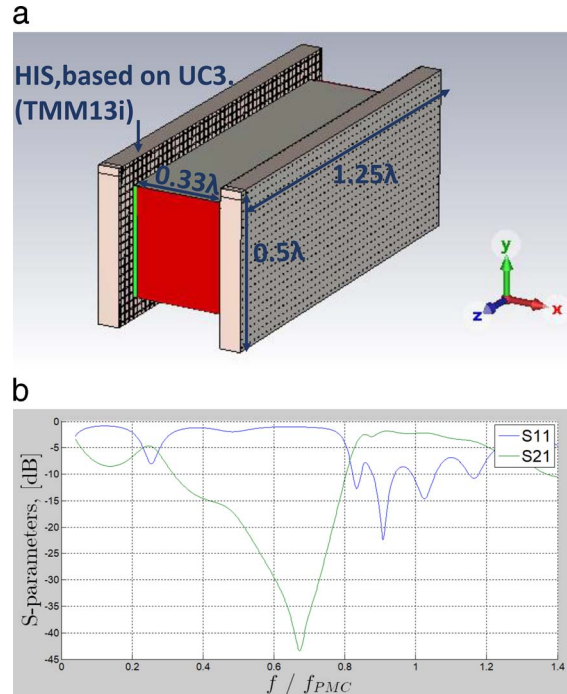 a
HIS,based on UC3.
(TMM13i)
0.33λ
1.25λ
0.5λ
y
z
x
b
S-parameters, [dB]
0
-5
-10
-15
-20
-25
-30
-35
-40
-45
S11
S21
0
0.2
0.4
0.6
0.8
1
1.2
1.4
f / fPMC